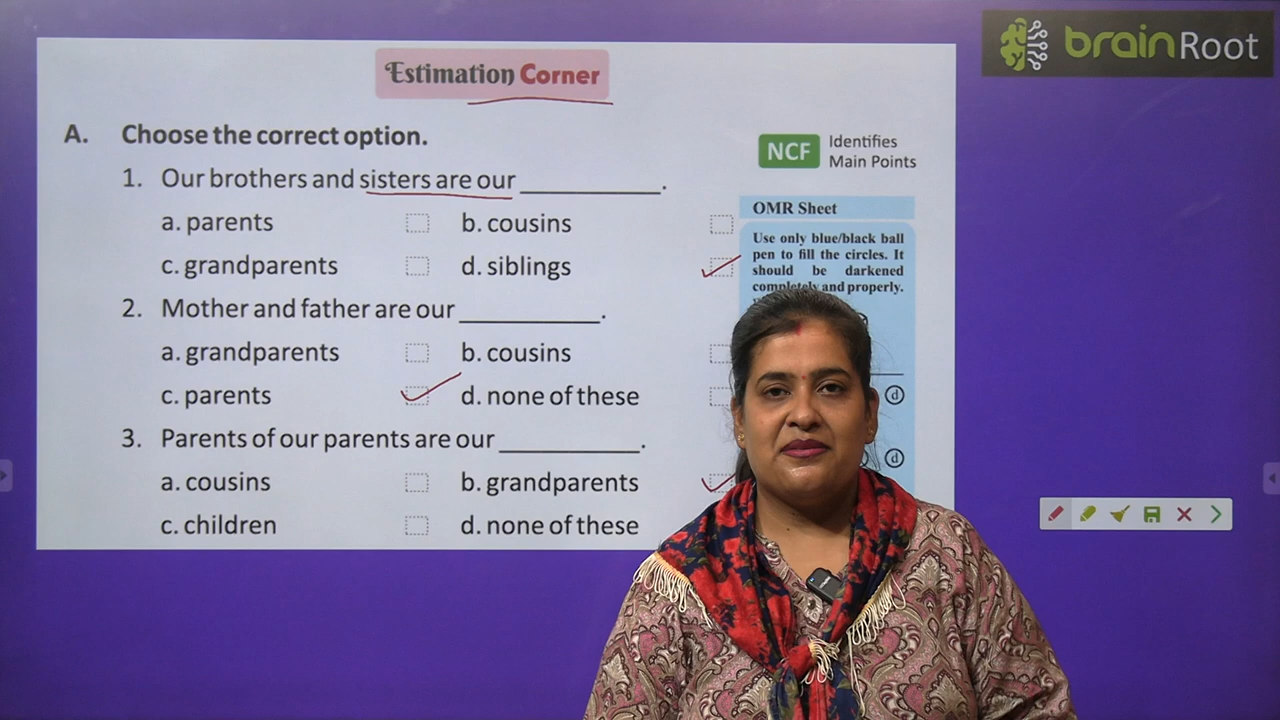 brainRoot
Estimation Corner
A. Choose the correct option.
NCF Identifies
Main Points
1. Our brothers and sisters are our ____________.
a. parents b. cousins
c. grandparents d. siblings
2. Mother and father are our ____________.
a. grandparents b. cousins
c. parents d. none of these
3. Parents of our parents are our ____________.
a. cousins b. grandparents
c. children d. none of these
OMR Sheet
Use only blue/black ball
pen to fill the circles. It
should be darkened
completely and properly.
d
d